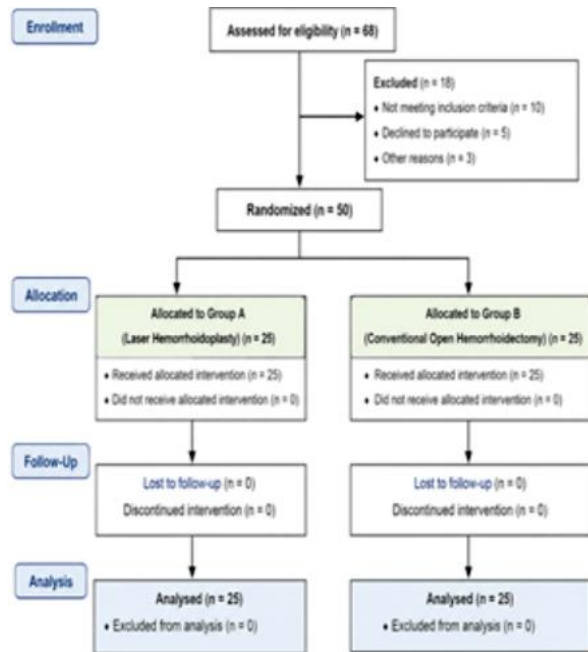 Enrollment
Assessed for eligibility (n = 68)
Excluded (n = 18)
♦ Not meeting inclusion criteria (n = 10)
♦ Declined to participate (n = 5)
♦ Other reasons (n = 3)
Randomized (n = 50)
Allocation
Allocated to Group A
(Laser Hemorrhoidoplasty) (n = 25)
♦ Received allocated intervention (n = 25)
♦ Did not receive allocated intervention (n = 0)
Allocated to Group B
(Conventional Open Hemorrhoidectomy) (n = 25)
♦ Received allocated intervention (n = 25)
♦ Did not receive allocated intervention (n = 0)
Follow-Up
Lost to follow-up (n = 0)
Discontinued intervention (n = 0)
Lost to follow-up (n = 0)
Discontinued intervention (n = 0)
Analysis
Analysed (n = 25)
♦ Excluded from analysis (n = 0)
Analysed (n = 25)
♦ Excluded from analysis (n = 0)